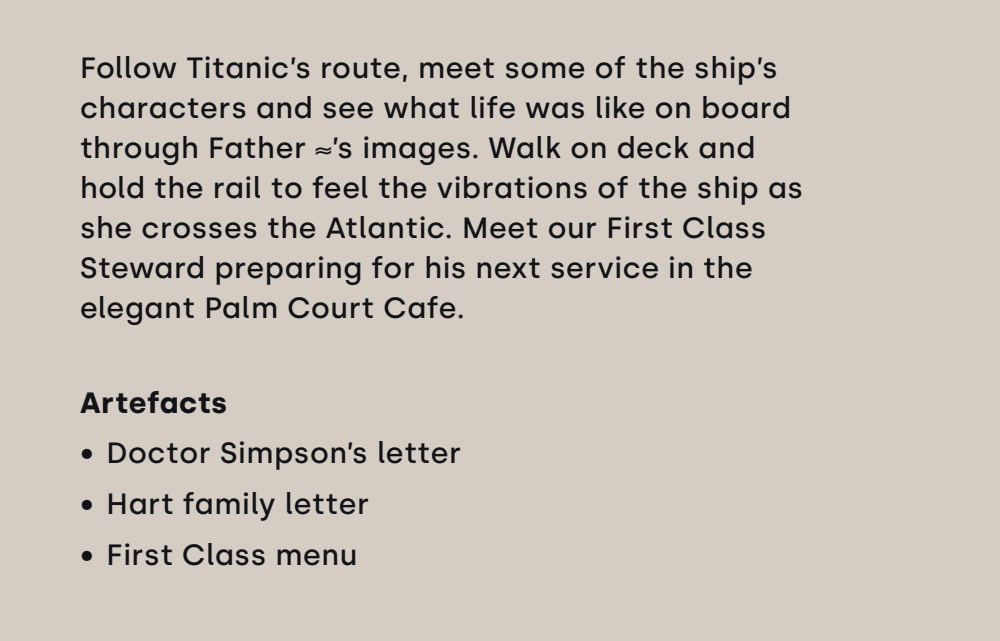 Follow Titanic’s route, meet some of the ship’s
characters and see what life was like on board
through Father ≈’s images. Walk on deck and
hold the rail to feel the vibrations of the ship as
she crosses the Atlantic. Meet our First Class
Steward preparing for his next service in the
elegant Palm Court Cafe.
Artefacts
• Doctor Simpson’s letter
• Hart family letter
• First Class menu